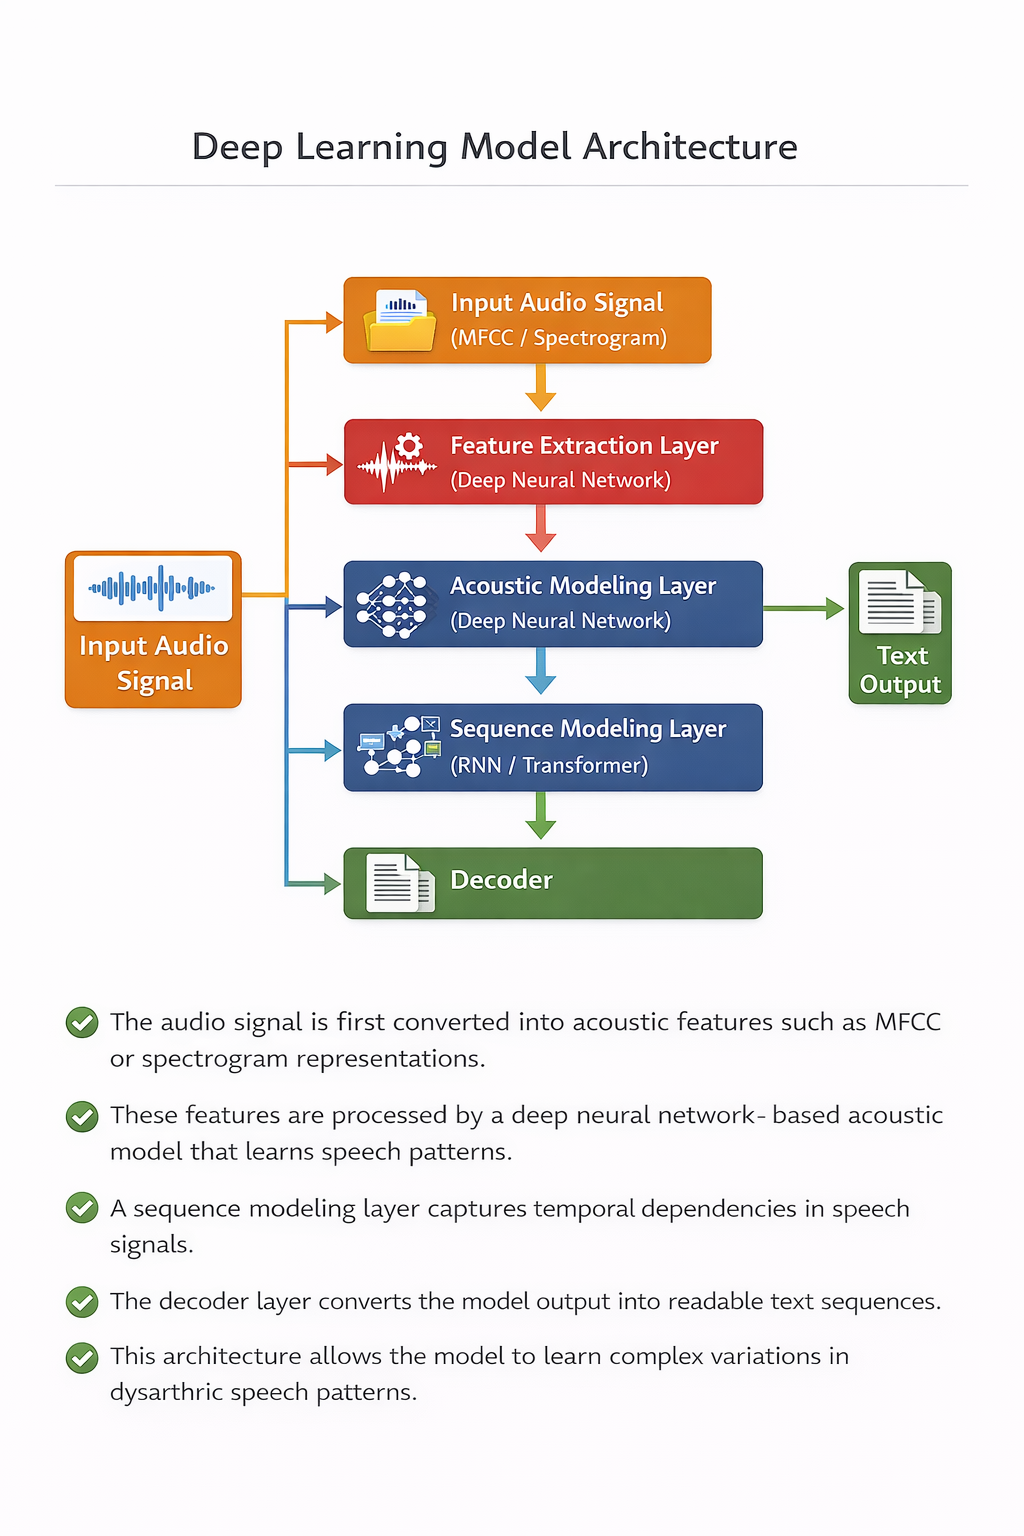 Deep Learning Model Architecture
Input Audio Signal
(MFCC / Spectrogram)
Feature Extraction Layer
(Deep Neural Network)
Input Audio
Signal
Acoustic Modeling Layer
(Deep Neural Network)
Text
Output
Sequence Modeling Layer
(RNN / Transformer)
Decoder
The audio signal is first converted into acoustic features such as MFCC
or spectrogram representations.
These features are processed by a deep neural network- based acoustic
model that learns speech patterns.
A sequence modeling layer captures temporal dependencies in speech
signals.
The decoder layer converts the model output into readable text sequences.
This architecture allows the model to learn complex variations in
dysarthric speech patterns.